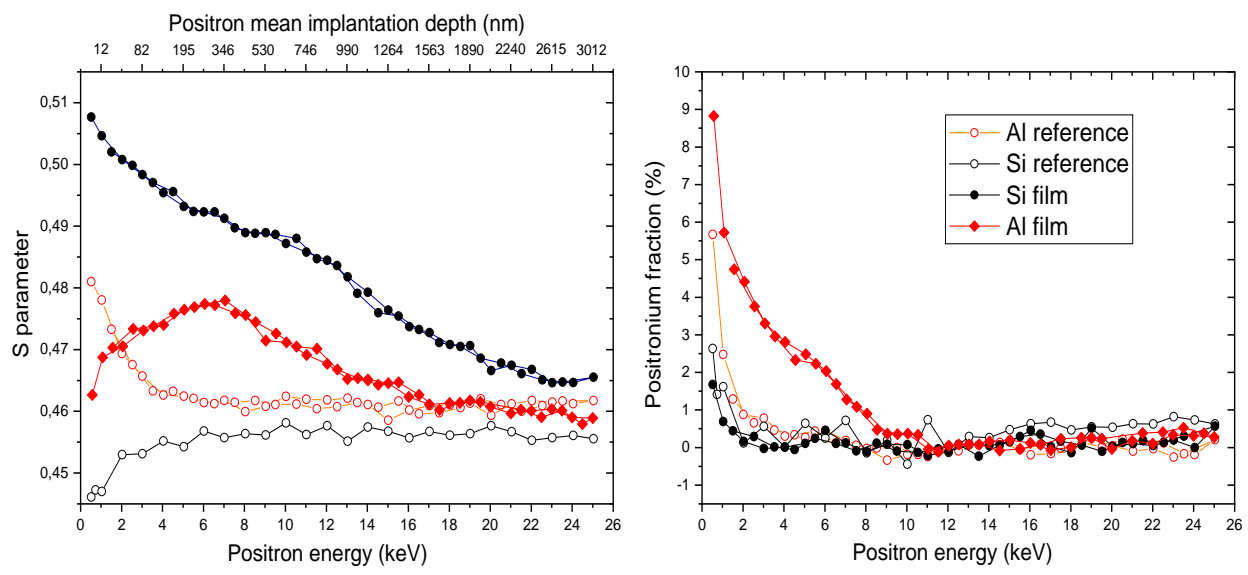 Positron mean implantation depth (nm)
12 82 195 346 530 746 990 1264 1563 1890 2240 2615 3012
0,51
0,50
0,49
0,48
0,47
0,46
0,45
S parameter
0 2 4 6 8 10 12 14 16 18 20 22 24 26
Positron energy (keV)
10
9
8
7
6
5
4
3
2
1
0
-1
Positronium fraction (%)
Al reference
Si reference
Si film
Al film
0 2 4 6 8 10 12 14 16 18 20 22 24 26
Positron energy (keV)